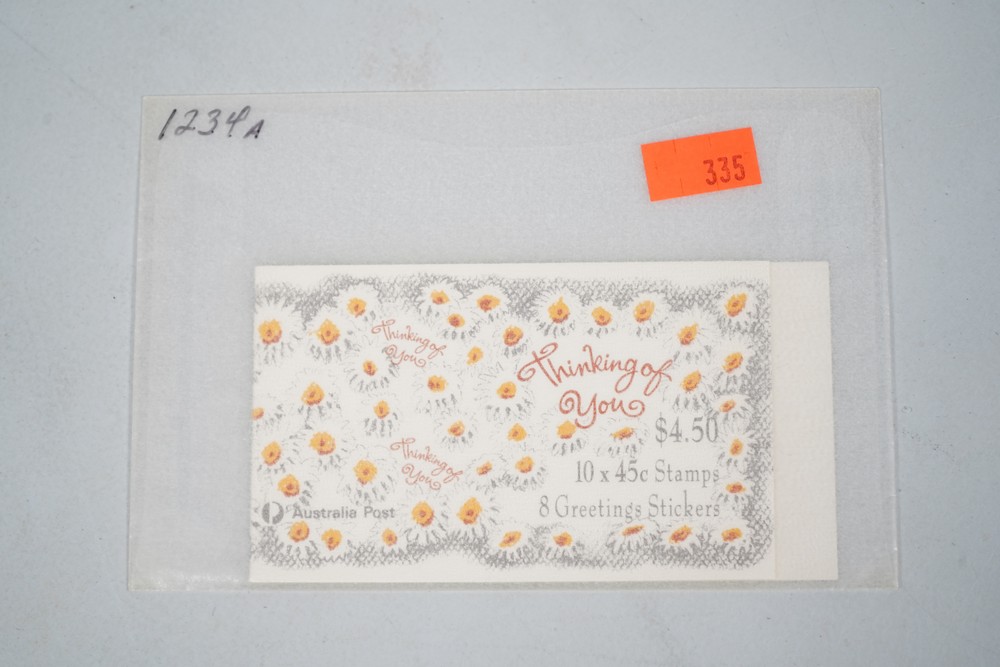 1234A
335
Thinking of
You
Thinking of
You
$4.50
10 x 45c Stamps
8 Greetings Stickers
Thinking of
You
Australia Post